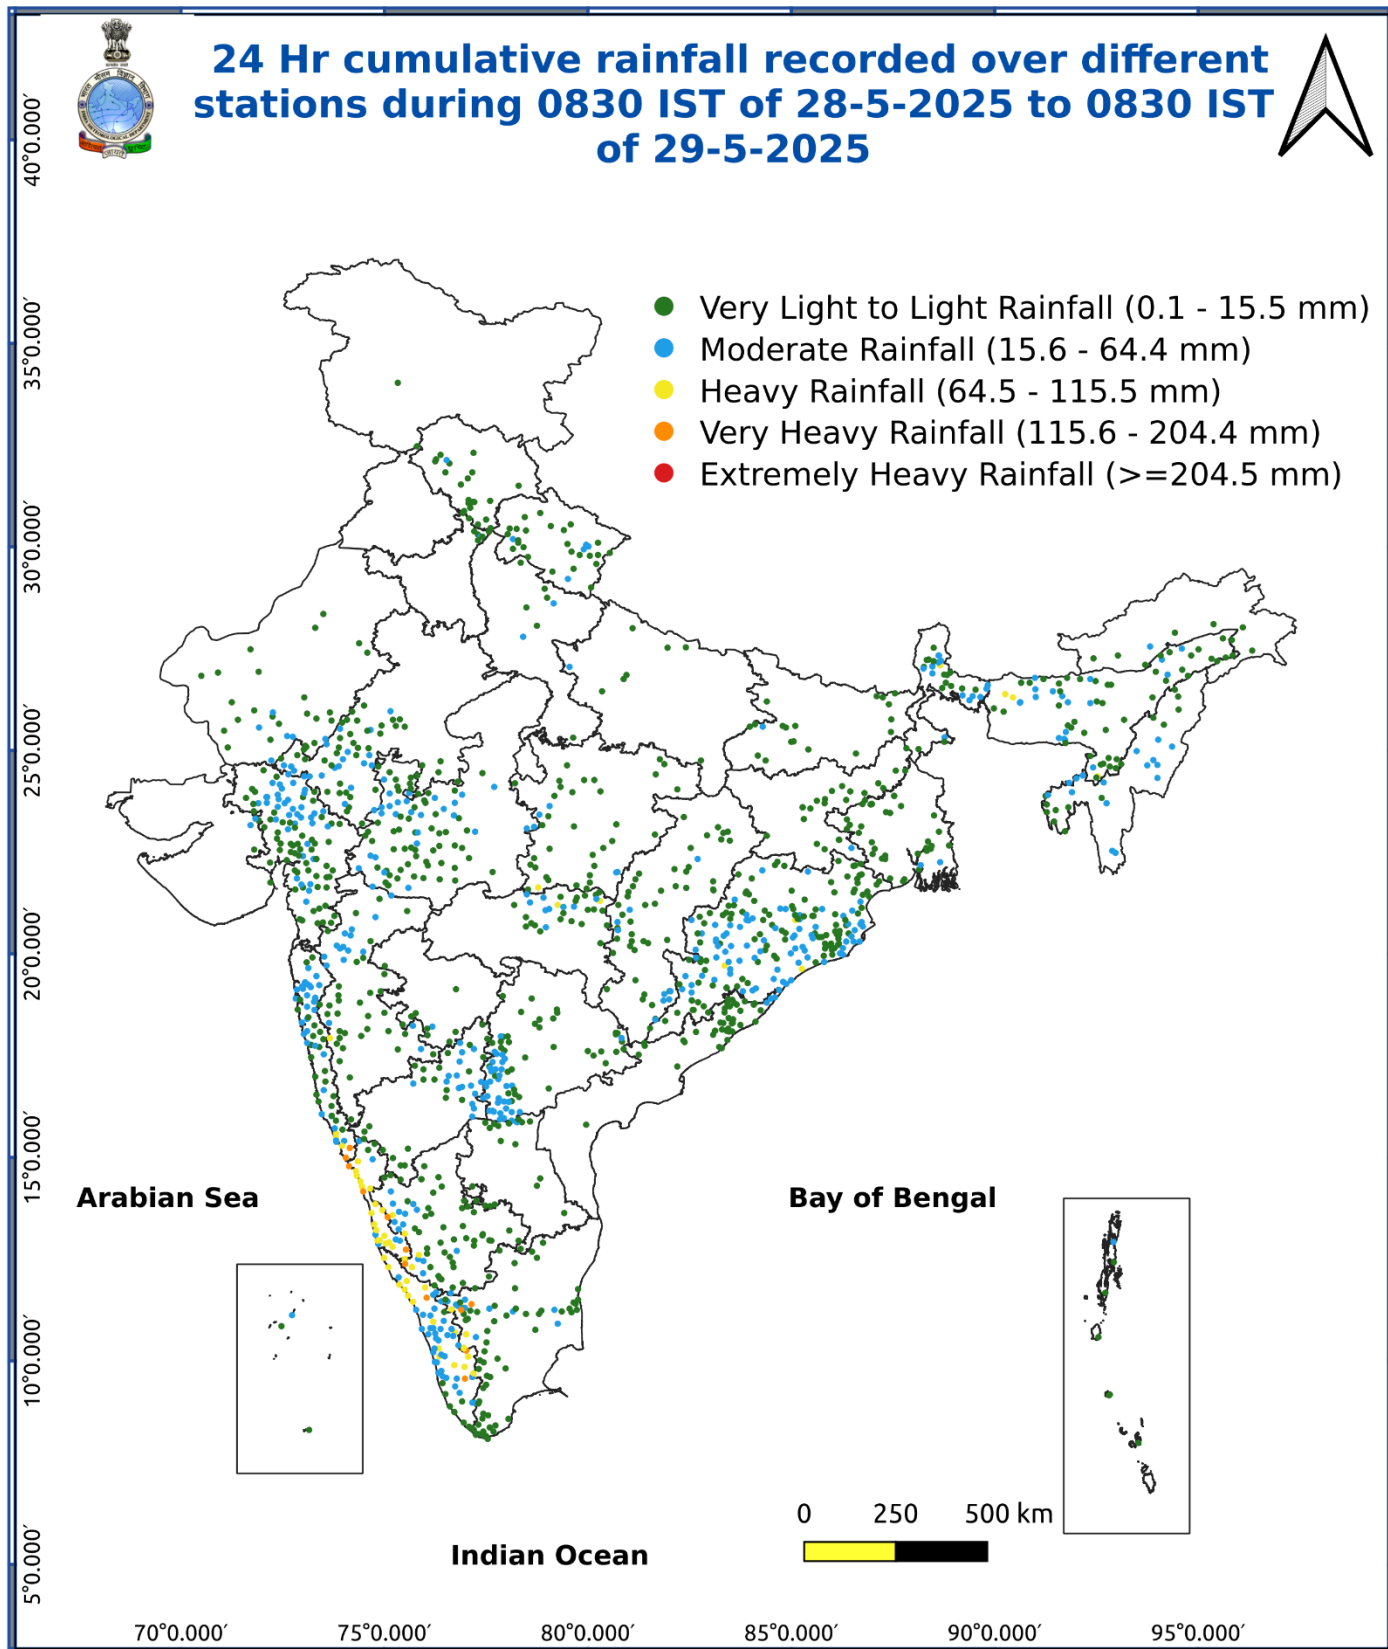 24 Hr cumulative rainfall recorded over different
stations during 0830 IST of 28-5-2025 to 0830 IST
of 29-5-2025
Very Light to Light Rainfall (0.1 - 15.5 mm)
Moderate Rainfall (15.6 - 64.4 mm)
Heavy Rainfall (64.5 - 115.5 mm)
Very Heavy Rainfall (115.6 - 204.4 mm)
Extremely Heavy Rainfall (>=204.5 mm)
40°0.000′
35°0.000′
30°0.000′
25°0.000′
20°0.000′
15°0.000′
10°0.000′
5°0.000′
Arabian Sea
Bay of Bengal
0 250 500 km
Indian Ocean
70°0.000′ 75°0.000′ 80°0.000′ 85°0.000′ 90°0.000′ 95°0.000′